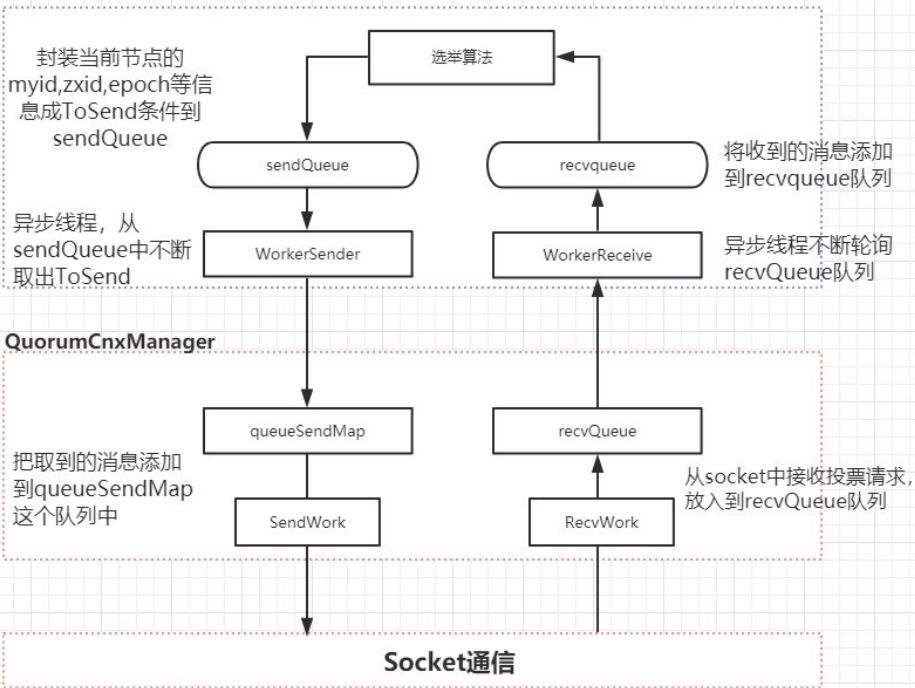 选举算法
封装当前节点的
myid,zxid,epoch等信
息成ToSend条件到
sendQueue
sendQueue
recvqueue
将收到的消息添加
到recvqueue队列
异步线程，从
sendQueue中不断
取出ToSend
WorkerSender
WorkerReceive
异步线程不断轮询
recvQueue队列
QuorumCnxManager
queueSendMap
recvQueue
把取到的消息添加
到queueSendMap
这个队列中
SendWork
RecvWork
从socket中接收投票请求，
放入到recvQueue队列
Socket通信